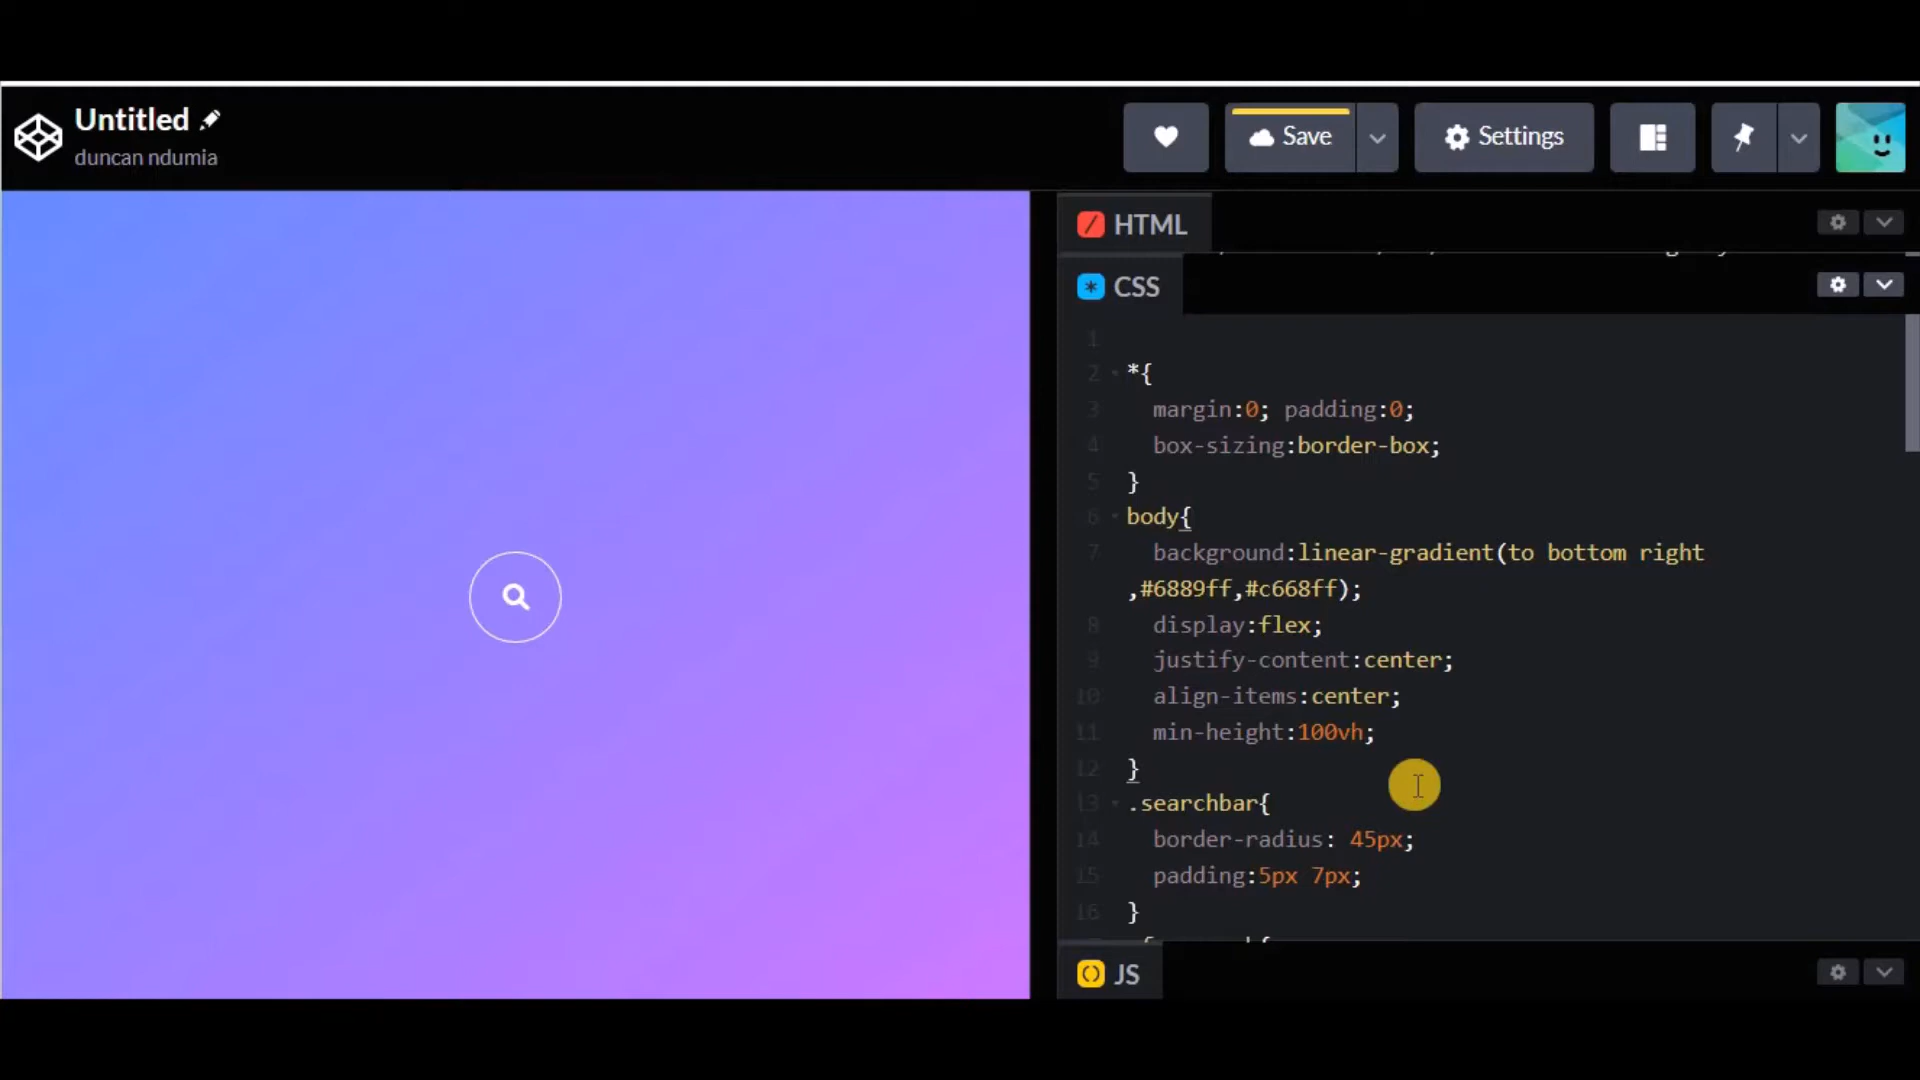 Untitled
duncan ndumia
Save
Settings
HTML
CSS
1
2 *{
3 margin:0; padding:0;
4 box-sizing:border-box;
5 }
6 body{
7 background:linear-gradient(to bottom right
,#6889ff,#c668ff);
8 display:flex;
9 justify-content:center;
10 align-items:center;
11 min-height:100vh;
12 }
13 .searchbar{
14 border-radius: 45px;
15 padding:5px 7px;
16 }
JS